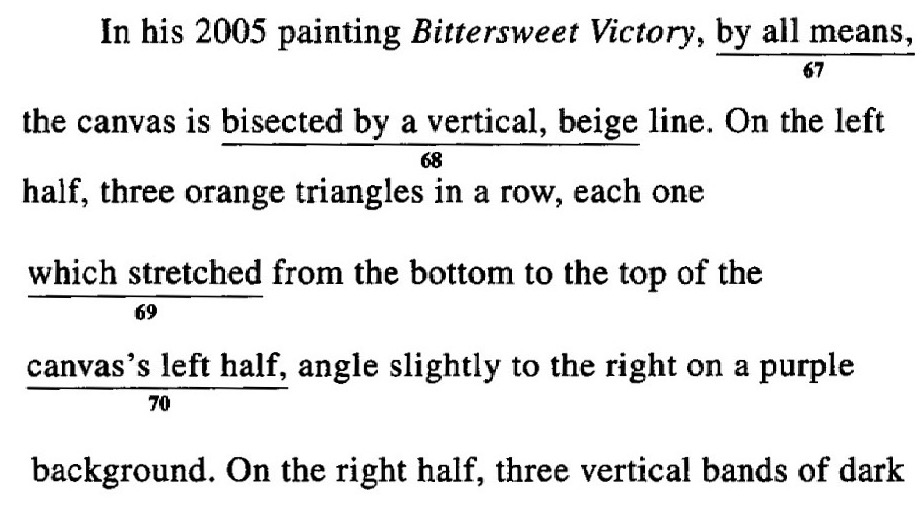 In his 2005 painting Bittersweet Victory, by all means,
67
the canvas is bisected by a vertical, beige line. On the left
68
half, three orange triangles in a row, each one
which stretched from the bottom to the top of the
69
canvas's left half, angle slightly to the right on a purple
70
background. On the right half, three vertical bands of dark